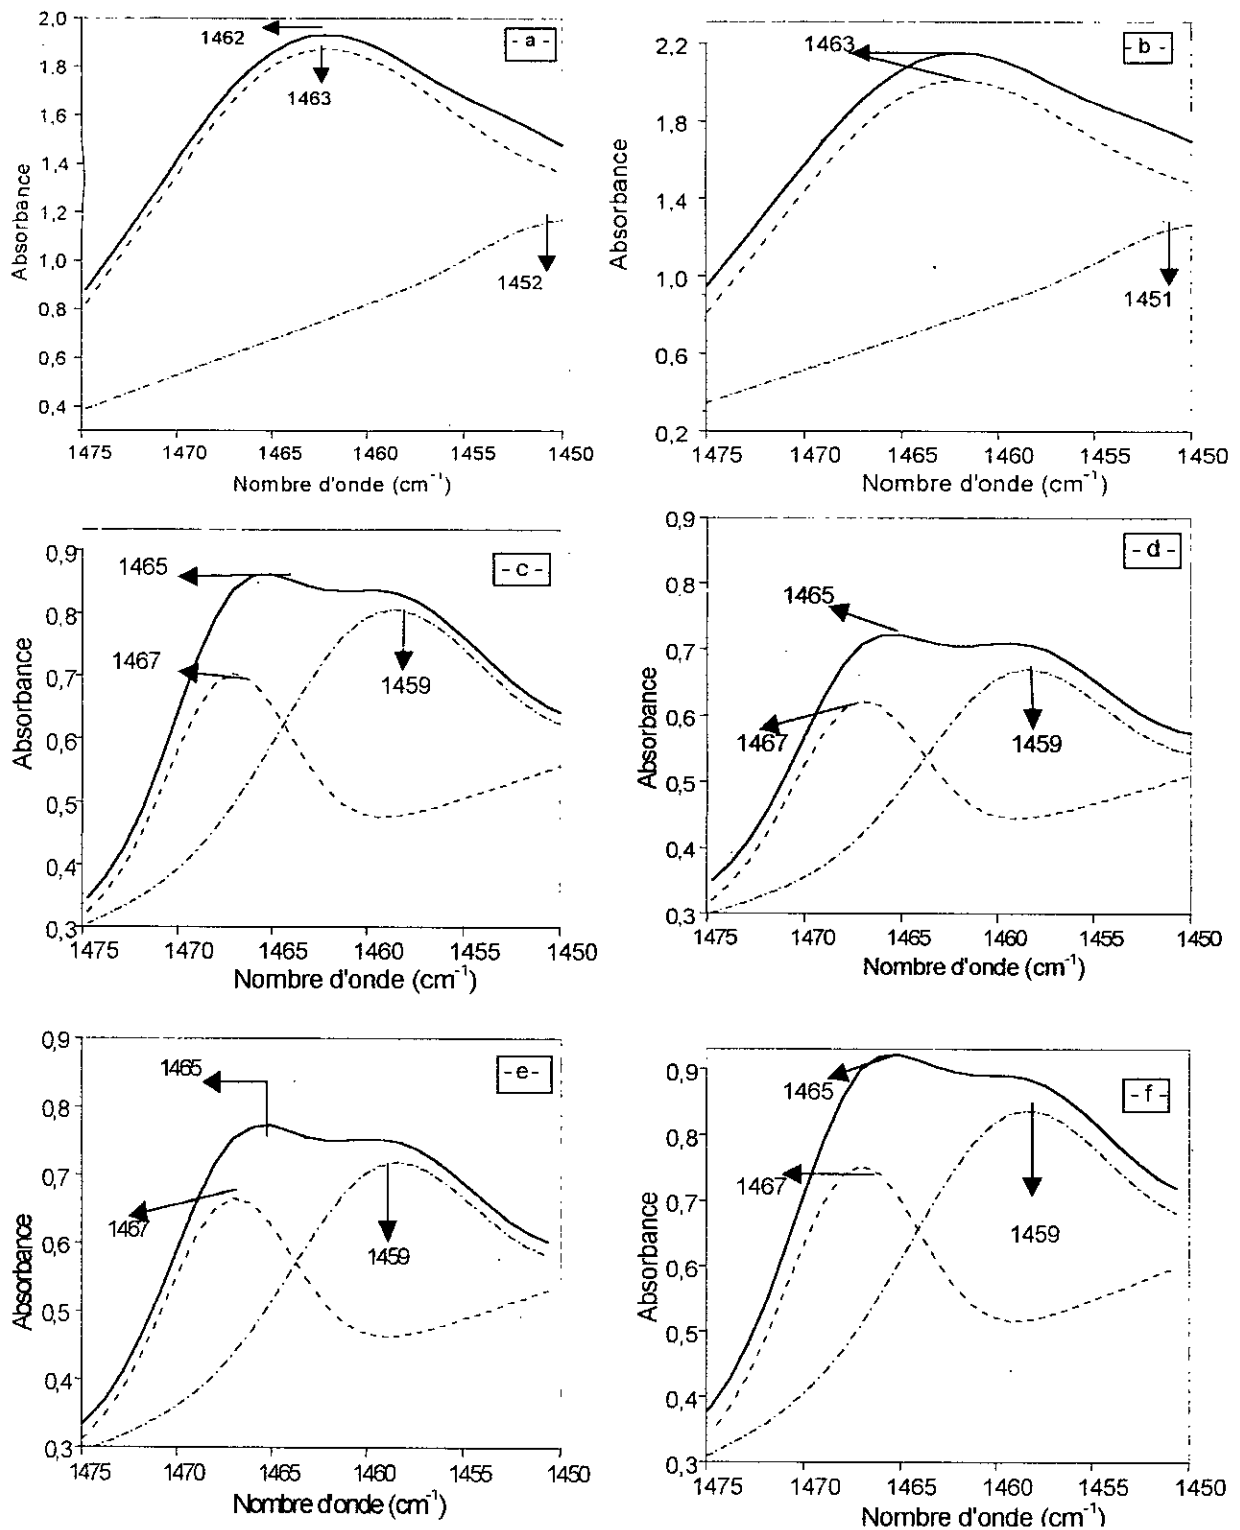 2,0
1,8
1,6
1,4
1,2
1,0
0,8
0,6
0,4
Absorbance
1462
1463
1452
- a -
1475 1470 1465 1460 1455 1450
Nombre d'onde (cm⁻¹)
2,2
1,8
1,4
1,0
0,6
0,2
Absorbance
1463
1451
- b -
1475 1470 1465 1460 1455 1450
Nombre d'onde (cm⁻¹)
0,9
0,8
0,7
0,6
0,5
0,4
0,3
Absorbance
1465
1467
1459
- c -
1475 1470 1465 1460 1455 1450
Nombre d'onde (cm⁻¹)
0,9
0,8
0,7
0,6
0,5
0,4
0,3
Absorbance
1465
1467
1459
- d -
1475 1470 1465 1460 1455 1450
Nombre d'onde (cm⁻¹)
0,9
0,8
0,7
0,6
0,5
0,4
0,3
Absorbance
1465
1467
1459
- e -
1475 1470 1465 1460 1455 1450
Nombre d'onde (cm⁻¹)
0,9
0,8
0,7
0,6
0,5
0,4
0,3
Absorbance
1465
1467
1459
- f -
1475 1470 1465 1460 1455 1450
Nombre d'onde (cm⁻¹)